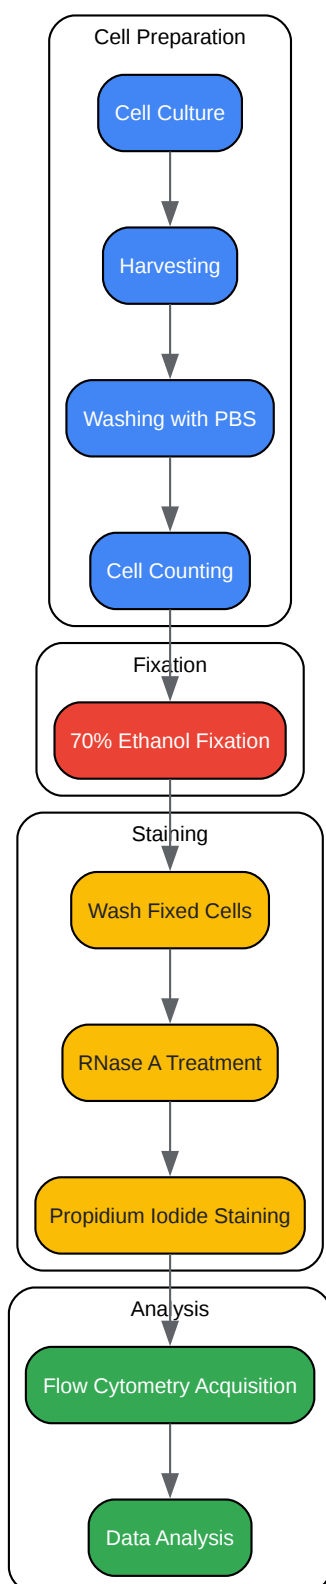 Cell Preparation
Cell Culture
Harvesting
Washing with PBS
Cell Counting
Fixation
70% Ethanol Fixation
Staining
Wash Fixed Cells
RNase A Treatment
Propidium Iodide Staining
Analysis
Flow Cytometry Acquisition
Data Analysis